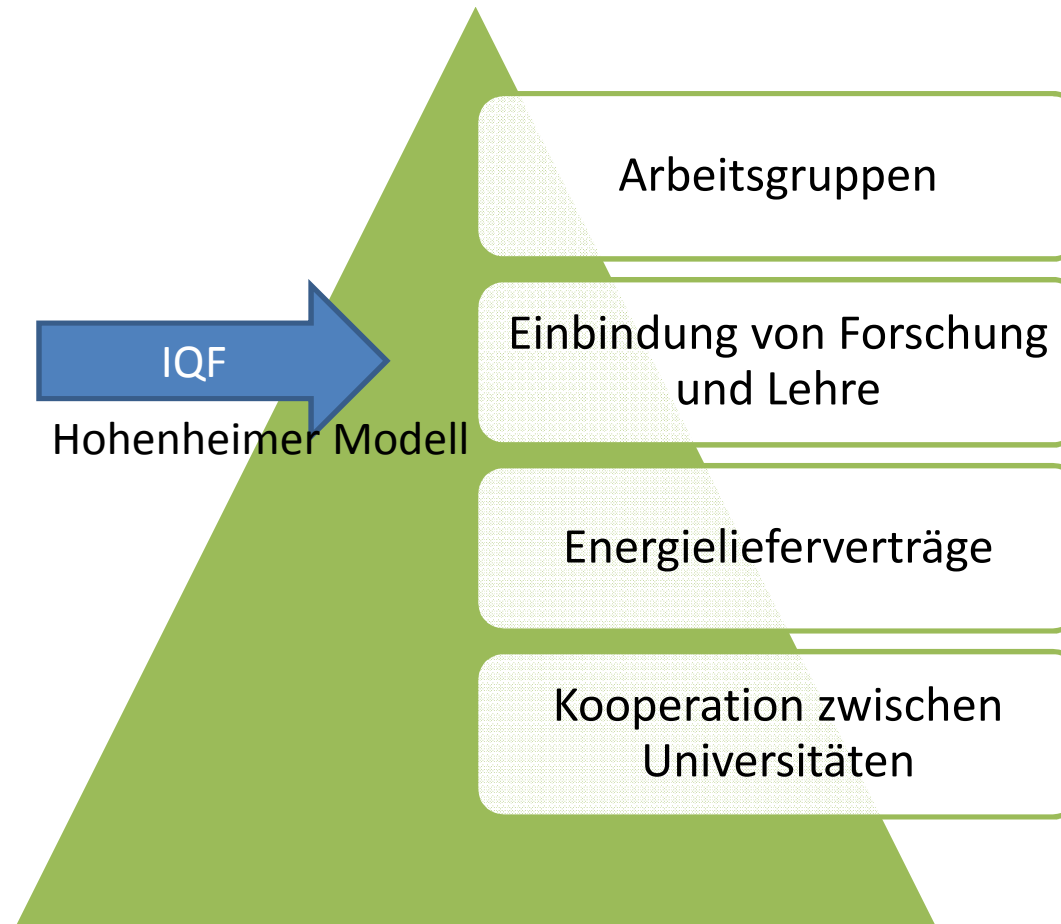 Arbeitsgruppen
IQF
Hohenheimer Modell
Einbindung von Forschung
und Lehre
Energielieferverträge
Kooperation zwischen
Universitäten